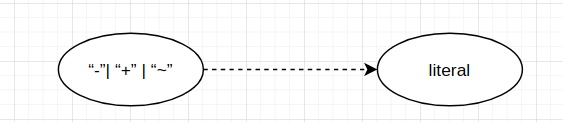 “-”| “+” | “~”
literal